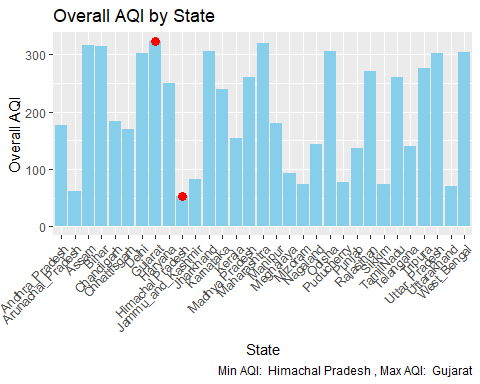 Overall AQI by State
Overall AQI
300
200
100
0
Andhra_Pradesh
Arunachal_Pradesh
Assam
Bihar
Chandigarh
Chhattisgarh
Delhi
Gujarat
Haryana
Himachal Pradesh
Jammu_and_Kashmir
Jharkhand
Karnataka
Kerala
Madhya_Pradesh
Maharashtra
Manipur
Meghalaya
Mizoram
Nagaland
Odisha
Puducherry
Punjab
Rajasthan
Sikkim
TamilNadu
Telangana
Tripura
Uttar_Pradesh
Uttarakhand
West_Bengal
State
Min AQI: Himachal Pradesh , Max AQI: Gujarat